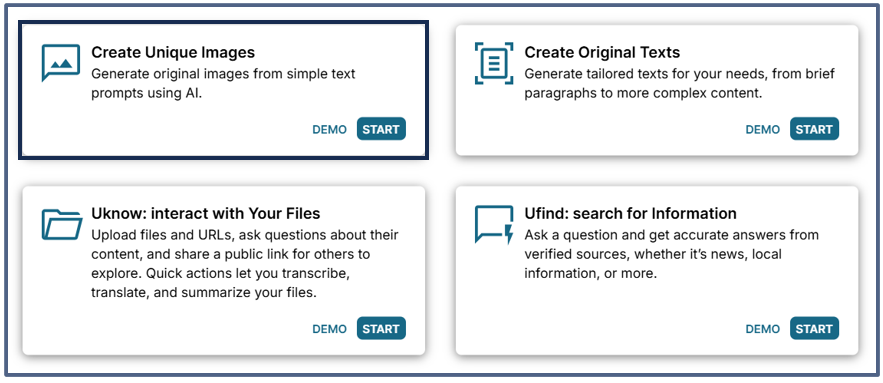 Create Unique Images
Generate original images from simple text
prompts using AI.
DEMO START
Create Original Texts
Generate tailored texts for your needs, from brief
paragraphs to more complex content.
DEMO START
Uknow: interact with Your Files
Upload files and URLs, ask questions about their
content, and share a public link for others to
explore. Quick actions let you transcribe,
translate, and summarize your files.
DEMO START
Ufind: search for Information
Ask a question and get accurate answers from
verified sources, whether it’s news, local
information, or more.
DEMO START